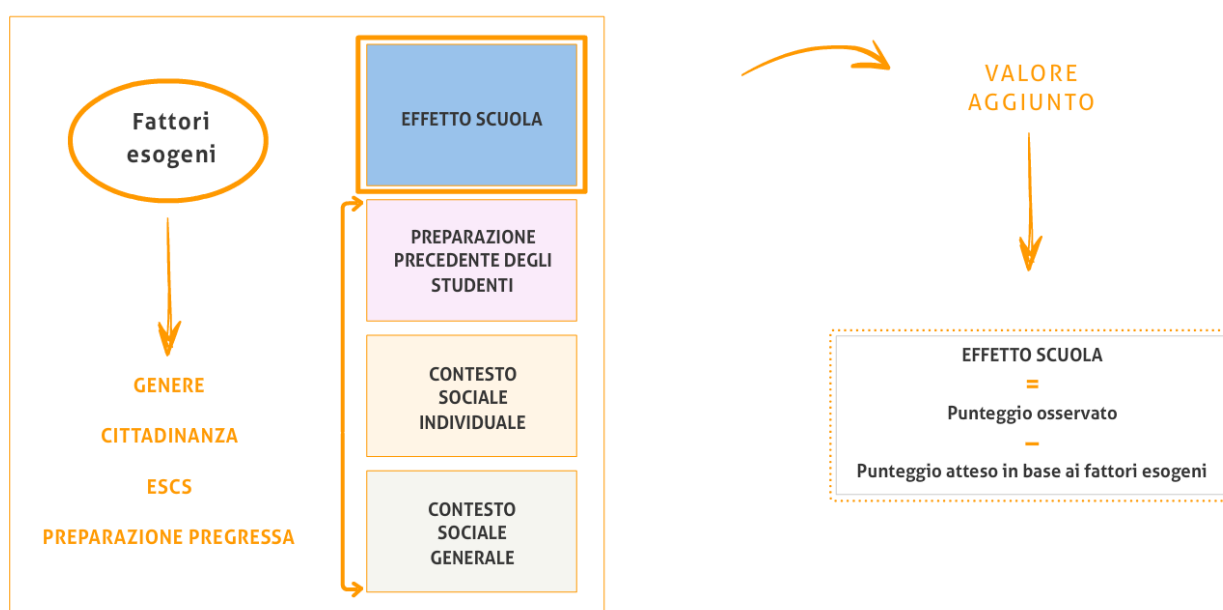 Fattori
esogeni
GENERE
CITTADINANZA
ESCS
PREPARAZIONE PREGRESSA
EFFETTO SCUOLA
PREPARAZIONE
PRECEDENTE DEGLI
STUDENTI
CONTESTO
SOCIALE
INDIVIDUALE
CONTESTO
SOCIALE
GENERALE
VALORE
AGGIUNTO
EFFETTO SCUOLA
=
Punteggio osservato
–
Punteggio atteso in base ai fattori esogeni